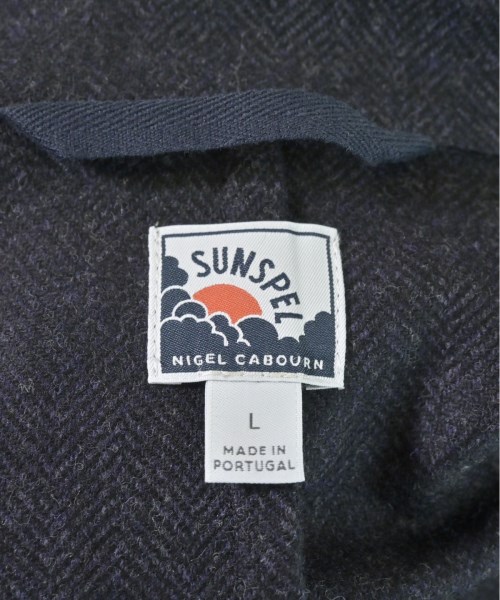 SUNSPEL
NIGEL CABOURN
L
MADE IN
PORTUGAL